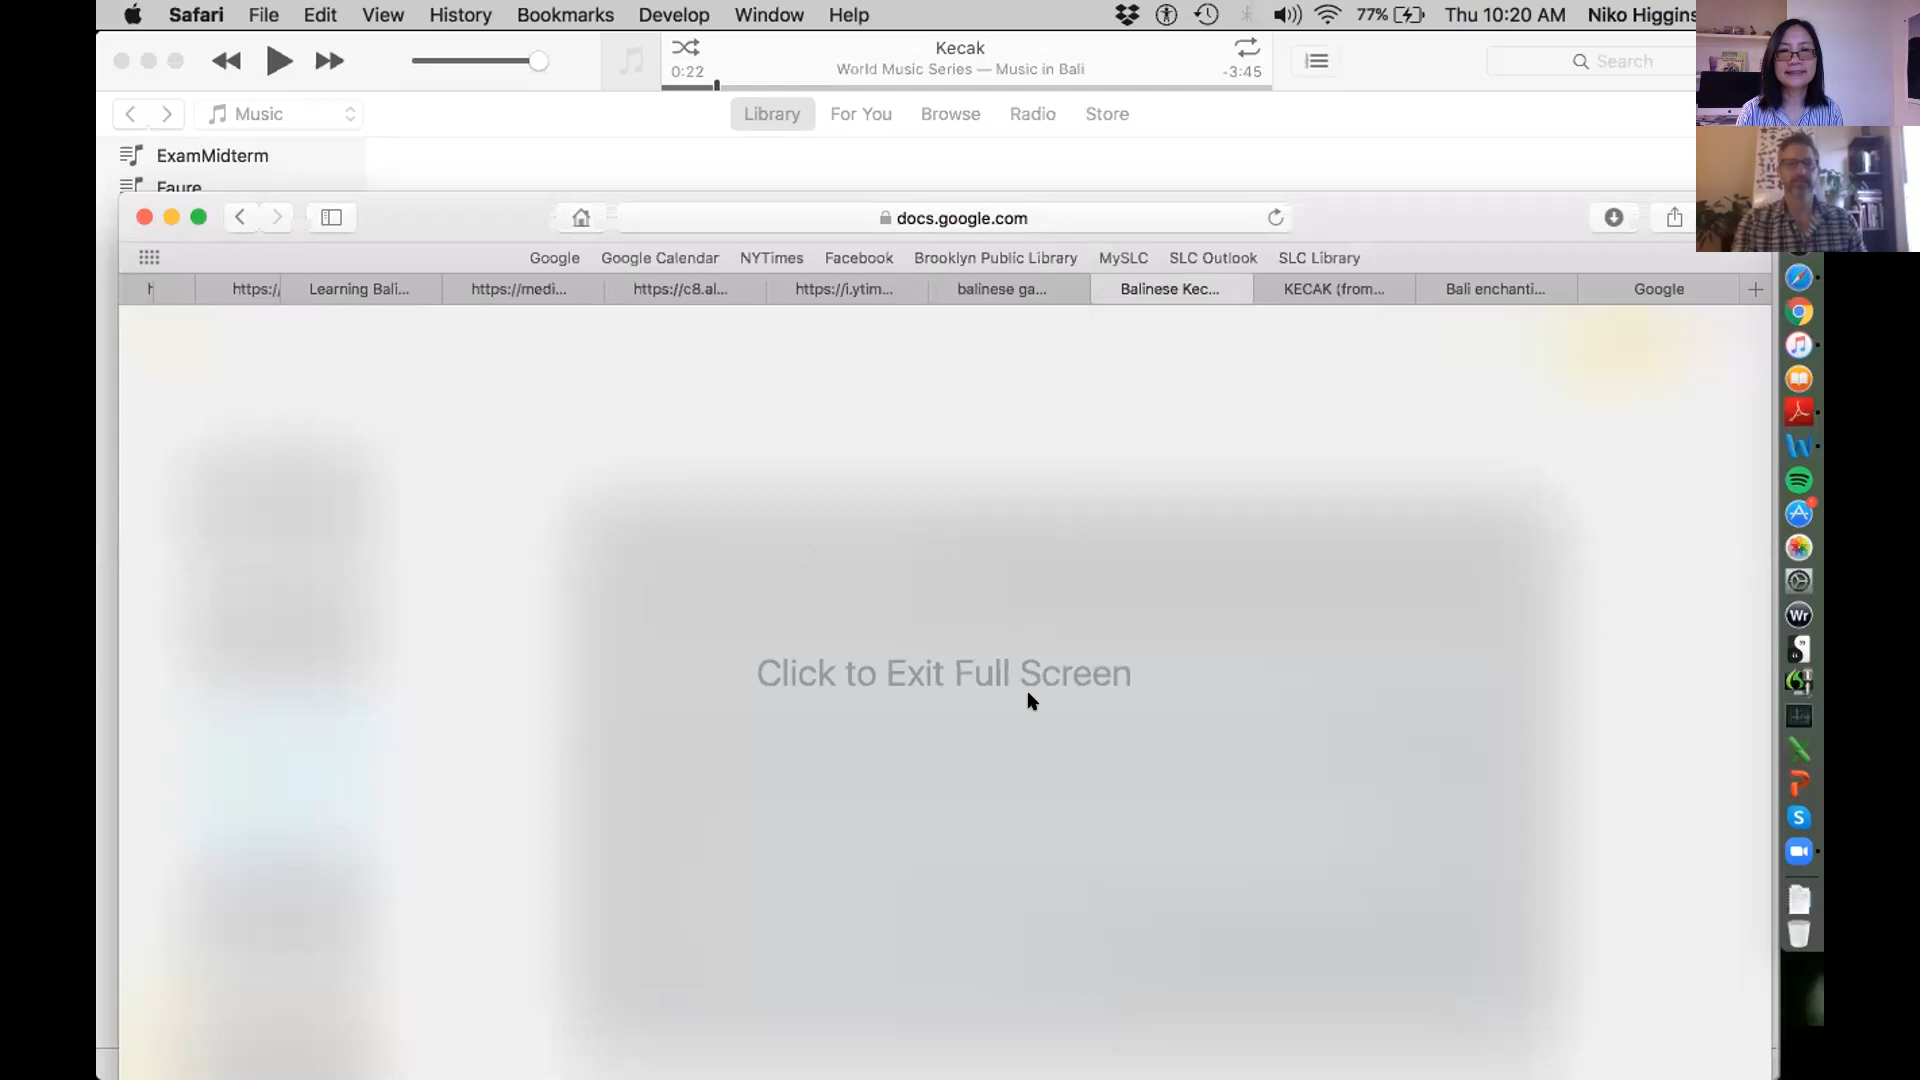 Safari File Edit View History Bookmarks Develop Window Help 77% Thu 10:20 AM Niko Higgins
Kecak
World Music Series — Music in Bali
0:22 -3:45
Search
Music Library For You Browse Radio Store
ExamMidterm
Faure
docs.google.com
Google Google Calendar NYTimes Facebook Brooklyn Public Library MySLC SLC Outlook SLC Library
https:/ Learning Bali... https://medi... https://c8.al... https://i.ytim... balinese ga... Balinese Kec... KECAK (from... Bali enchanti... Google
Click to Exit Full Screen
Wr